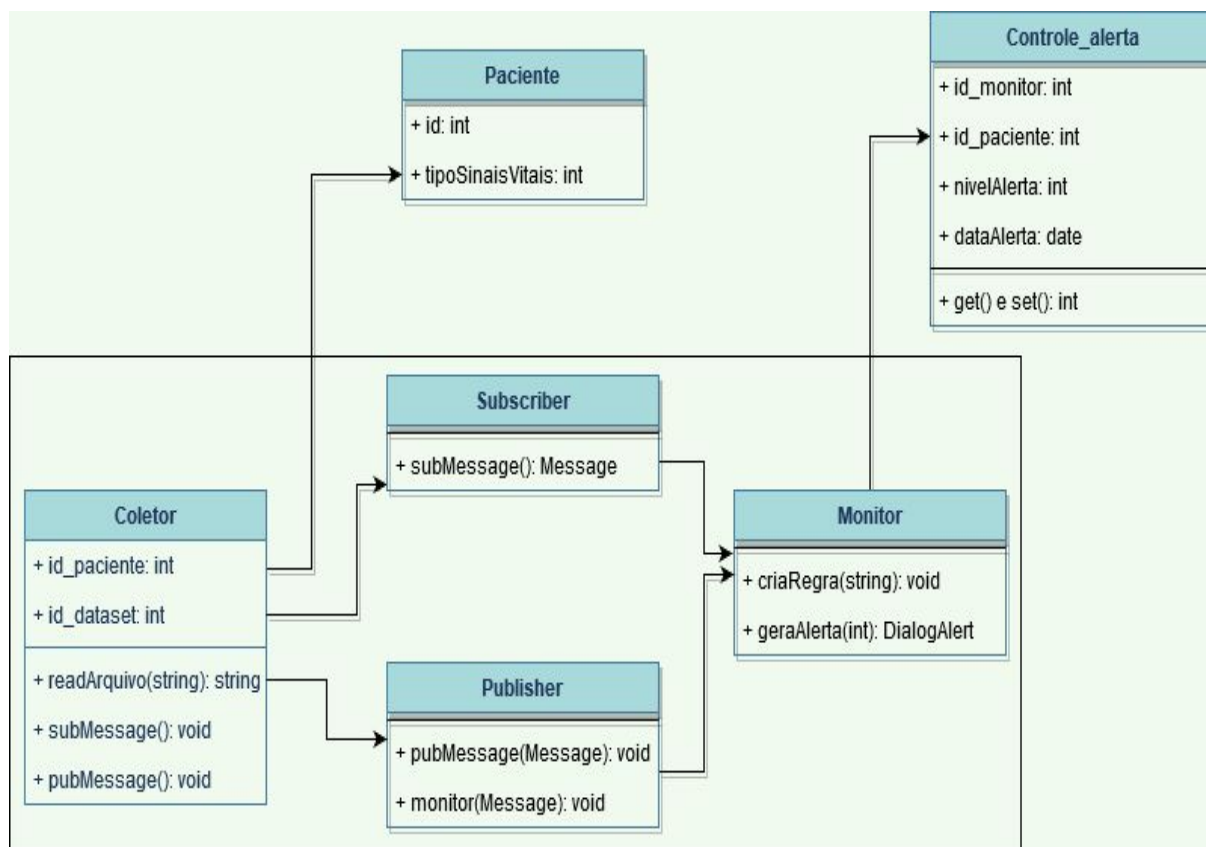 Paciente
+ id: int
+ tipoSinaisVitais: int
Controle_alerta
+ id_monitor: int
+ id_paciente: int
+ nivelAlerta: int
+ dataAlerta: date
+ get() e set(): int
Subscriber
+ subMessage(): Message
Coletor
+ id_paciente: int
+ id_dataset: int
+ readArquivo(string): string
+ subMessage(): void
+ pubMessage(): void
Publisher
+ pubMessage(Message): void
+ monitor(Message): void
Monitor
+ criaRegra(string): void
+ geraAlerta(int): DialogAlert